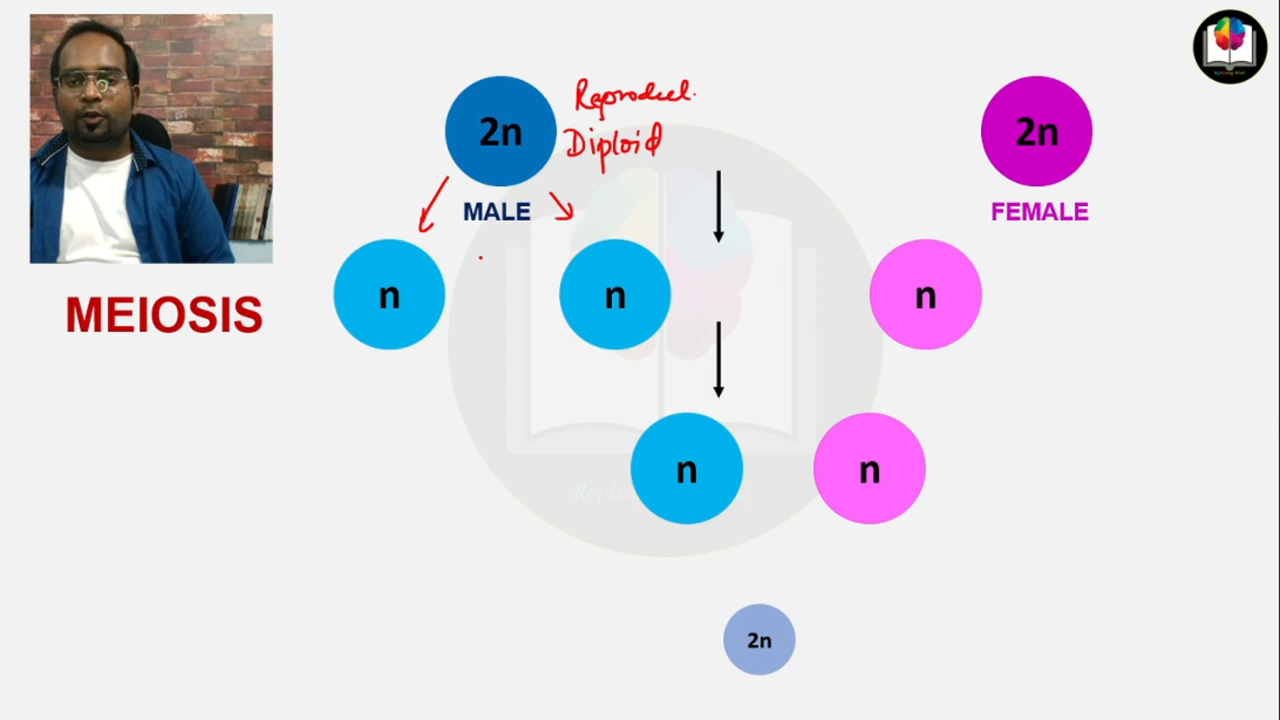 Reproduct.
2n
Diploid
2n
MALE
FEMALE
n
n
n
MEIOSIS
n
n
2n